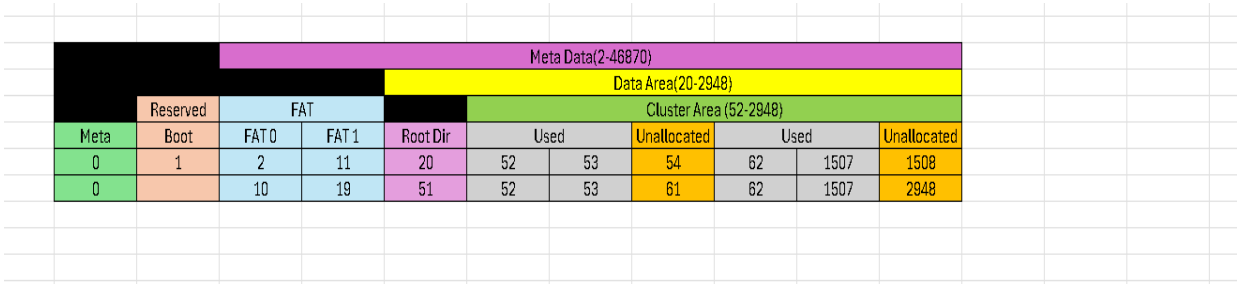 Meta Data(2-46870)
Data Area(20-2948)
Reserved FAT Cluster Area (52-2948)
Meta Boot FAT 0 FAT 1 Root Dir Used Unallocated Used Unallocated
0 1 2 11 20 52 53 54 62 1507 1508
0 10 19 51 52 53 61 62 1507 2948